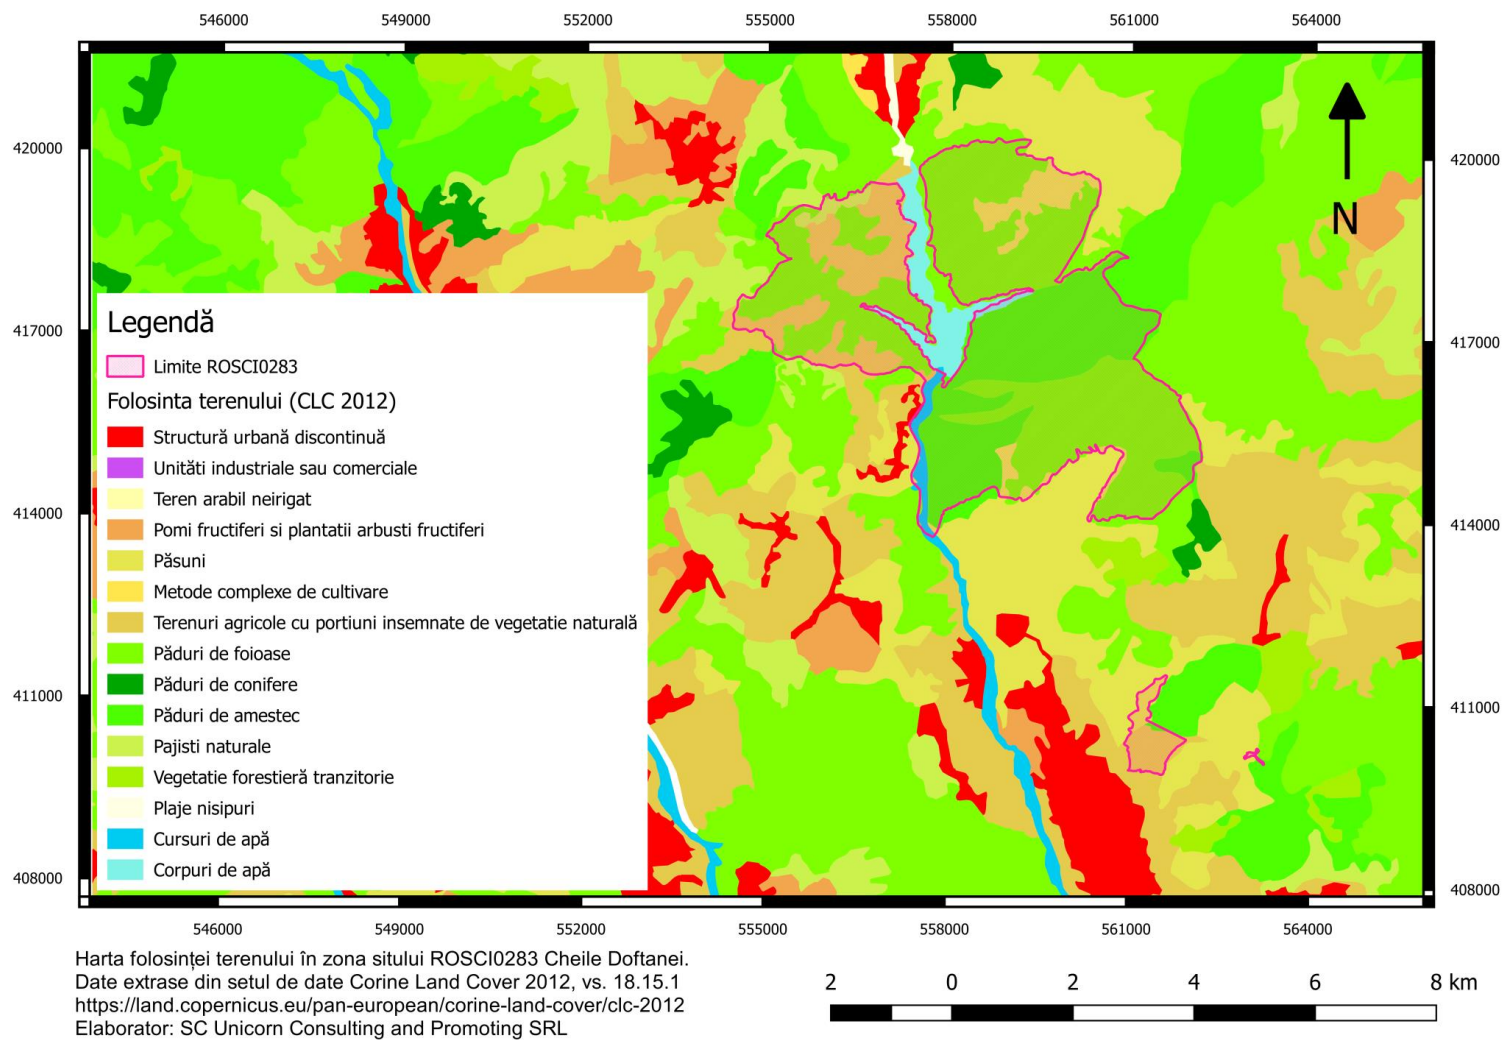 546000 549000 552000 555000 558000 561000 564000
420000 420000
N
417000 417000
414000 414000
411000 411000
408000 408000
Legendă
Limite ROSCI0283
Folosinta terenului (CLC 2012)
Structură urbană discontinuă
Unităti industriale sau comerciale
Teren arabil neirigat
Pomi fructiferi si plantatii arbusti fructiferi
Păsuni
Metode complexe de cultivare
Terenuri agricole cu portiuni insemnate de vegetatie naturală
Păduri de foioase
Păduri de conifere
Păduri de amestec
Pajisti naturale
Vegetatie forestieră tranzitorie
Plaje nisipuri
Cursuri de apă
Corpuri de apă
546000 549000 552000 555000 558000 561000 564000
Harta folosinței terenului în zona sitului ROSCI0283 Cheile Doftanei.
Date extrase din setul de date Corine Land Cover 2012, vs. 18.15.1
https://land.copernicus.eu/pan-european/corine-land-cover/clc-2012
Elaborator: SC Unicorn Consulting and Promoting SRL
2 0 2 4 6 8 km